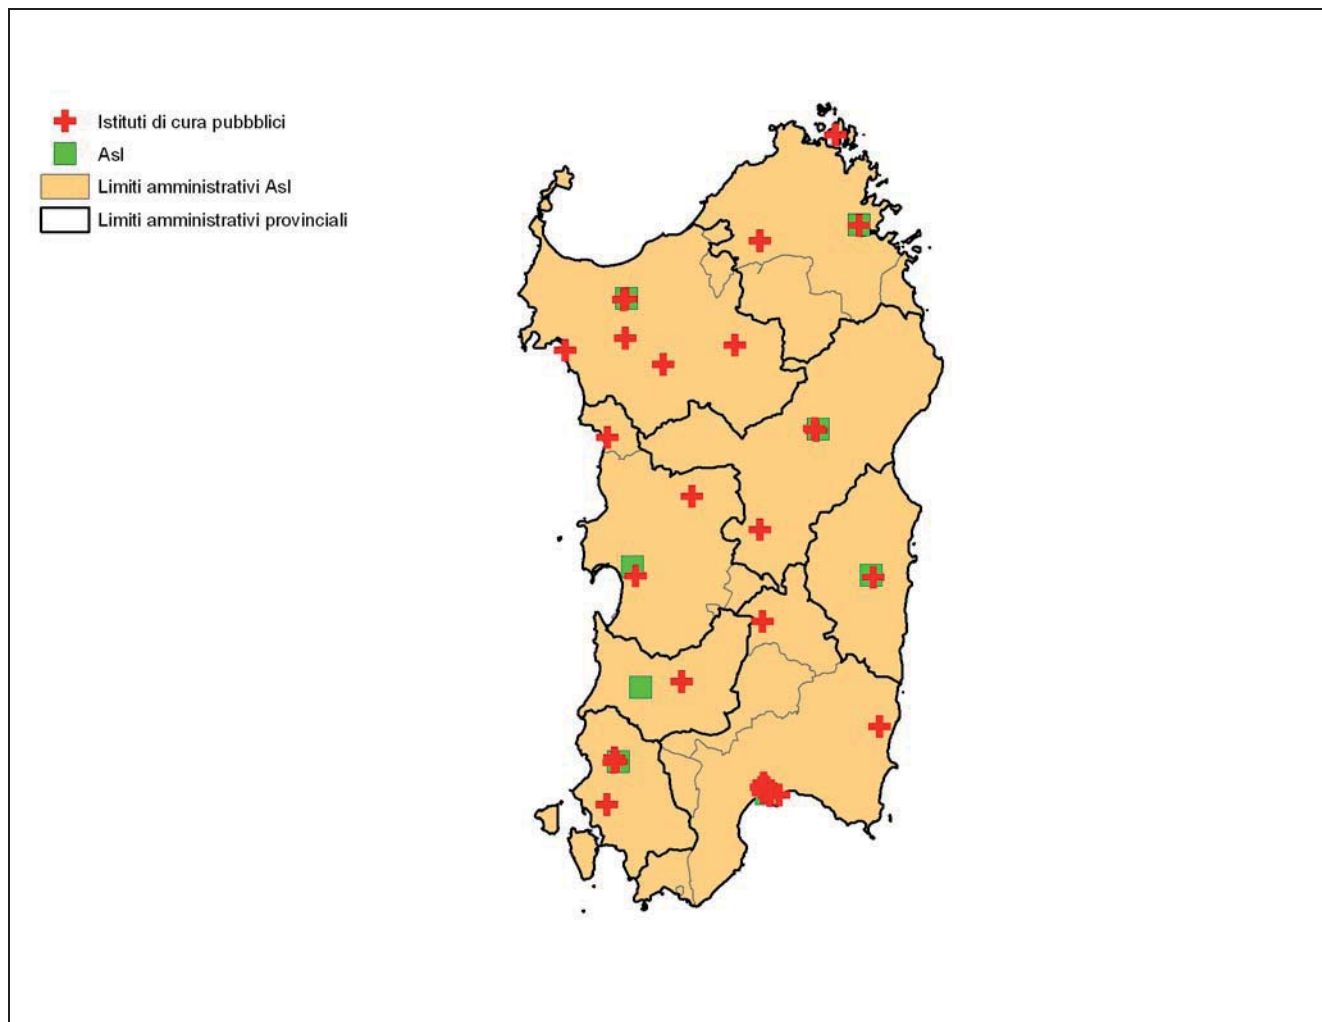 Istituti di cura pubbblici
Asl
Limiti amministrativi Asl
Limiti amministrativi provinciali